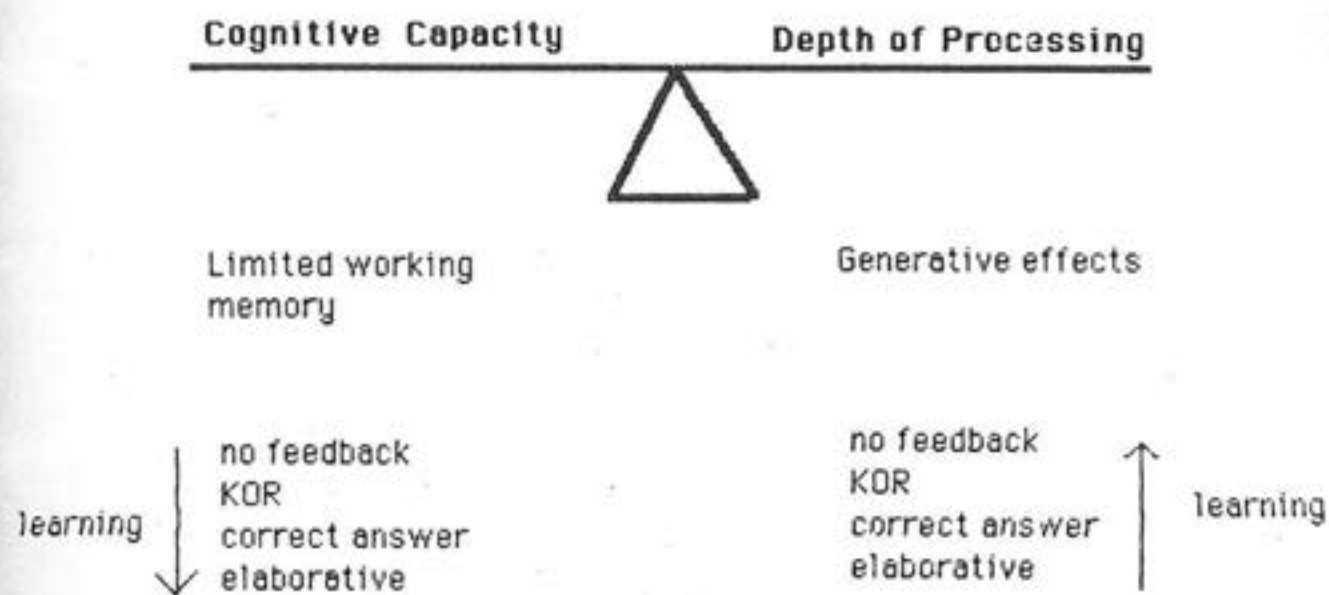 Cognitive Capacity
Depth of Processing
Limited working
memory
Generative effects
learning
no feedback
KOR
correct answer
elaborative
no feedback
KOR
correct answer
elaborative
learning